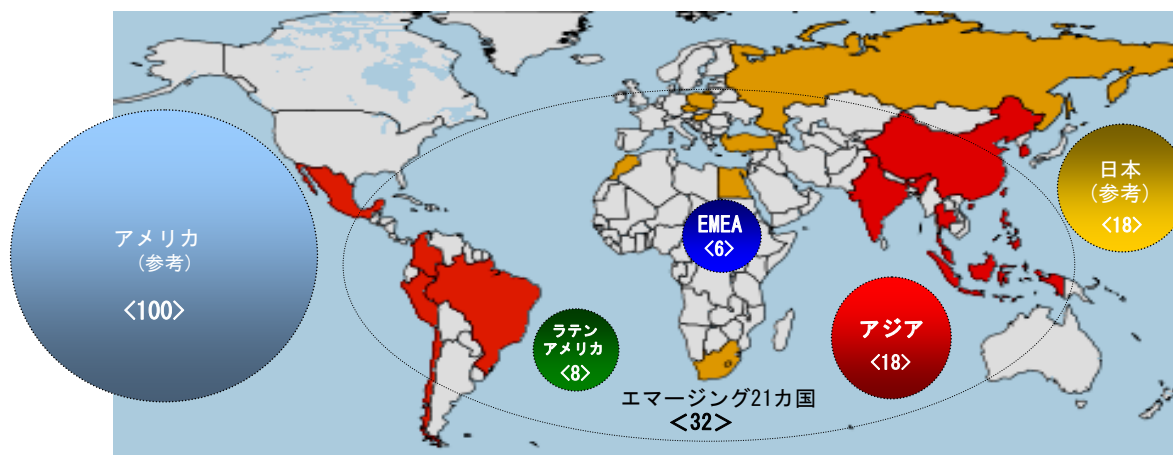 アメリカ
（参考）
<100>
EMEA
<6>
ラテン
アメリカ
<8>
エマージング21カ国
<32>
アジア
<18>
日本
（参考）
<18>